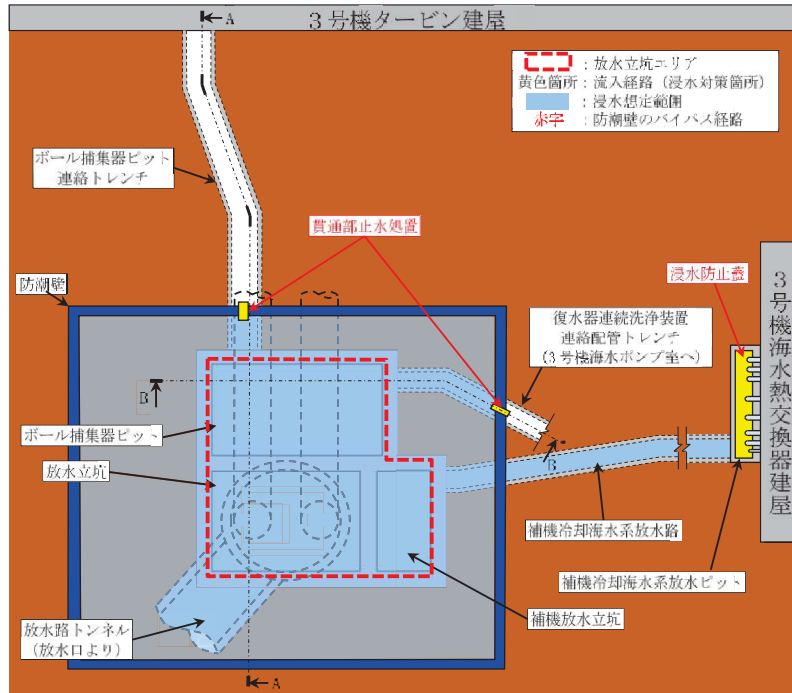 A
3号機タービン建屋
：放水立坑エリア
黄色箇所：流入経路（浸水対策箇所）
：浸水想定範囲
赤字：防潮壁のバイパス経路
ボール捕集器ピット
連絡トレンチ
貫通部止水処置
防潮壁
浸水防止蓋
3号機海水熱交換器建屋
復水器連続洗浄装置
連絡配管トレンチ
（3号機海水ポンプ室へ）
B
B
ボール捕集器ピット
放水立坑
補機冷却海水系放水路
補機冷却海水系放水ピット
補機放水立坑
放水路トンネル
（放水口より）
A